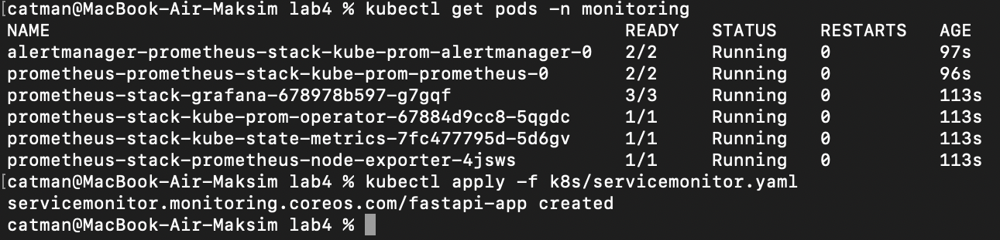 [catman@MacBook-Air-Maksim lab4 % kubectl get pods -n monitoring
NAME READY STATUS RESTARTS AGE
alertmanager-prometheus-stack-kube-prom-alertmanager-0 2/2 Running 0 97s
prometheus-prometheus-stack-kube-prom-prometheus-0 2/2 Running 0 96s
prometheus-stack-grafana-678978b597-g7gqf 3/3 Running 0 113s
prometheus-stack-kube-prom-operator-67884d9cc8-5qgdc 1/1 Running 0 113s
prometheus-stack-kube-state-metrics-7fc477795d-5d6gv 1/1 Running 0 113s
prometheus-stack-prometheus-node-exporter-4jsws 1/1 Running 0 113s
[catman@MacBook-Air-Maksim lab4 % kubectl apply -f k8s/servicemonitor.yaml
servicemonitor.monitoring.coreos.com/fastapi-app created
catman@MacBook-Air-Maksim lab4 %